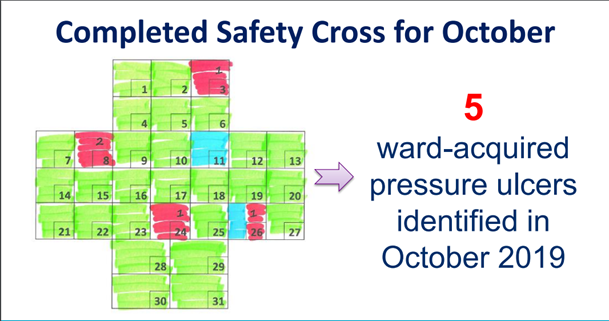 Completed Safety Cross for October
1
1 2 3
4 5 6
2
7 8 9 10 11 12 13
14 15 16 17 18 19 20
1 1
21 22 23 24 25 26 27
28 29
30 31
5
ward-acquired
pressure ulcers
identified in
October 2019